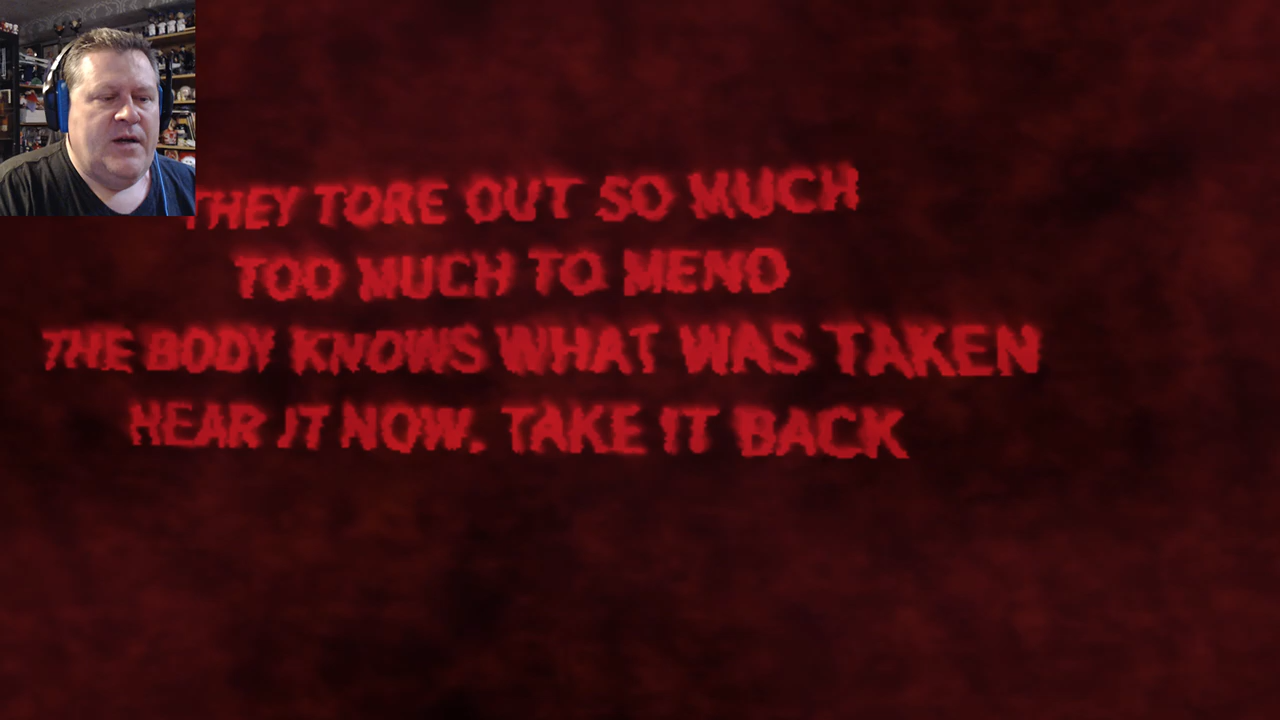 THEY TORE OUT SO MUCH
TOO MUCH TO MEND
THE BODY KNOWS WHAT WAS TAKEN
HEAR IT NOW. TAKE IT BACK